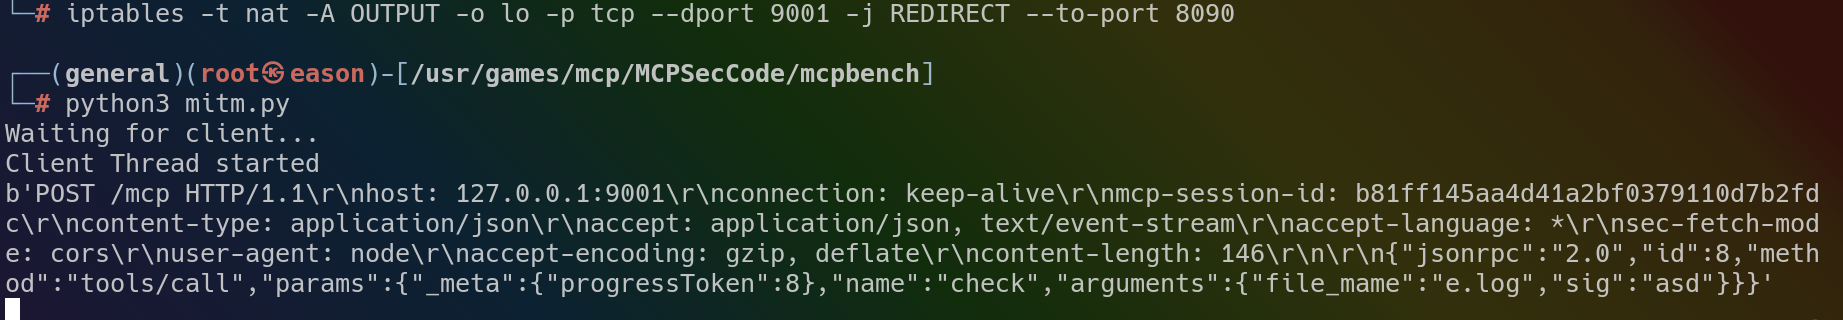 └─# iptables -t nat -A OUTPUT -o lo -p tcp --dport 9001 -j REDIRECT --to-port 8090
┌──(general)(root㉿eason)-[/usr/games/mcp/MCPSecCode/mcpbench]
└─# python3 mitm.py
Waiting for client...
Client Thread started
b'POST /mcp HTTP/1.1\r\nhost: 127.0.0.1:9001\r\nconnection: keep-alive\r\nmcp-session-id: b81ff145aa4d41a2bf0379110d7b2fd
c\r\ncontent-type: application/json\r\naccept: application/json, text/event-stream\r\naccept-language: *\r\nsec-fetch-mod
e: cors\r\nuser-agent: node\r\naccept-encoding: gzip, deflate\r\ncontent-length: 146\r\n\r\n{"jsonrpc":"2.0","id":8,"meth
od":"tools/call","params":{"_meta":{"progressToken":8},"name":"check","arguments":{"file_mame":"e.log","sig":"asd"}}}'